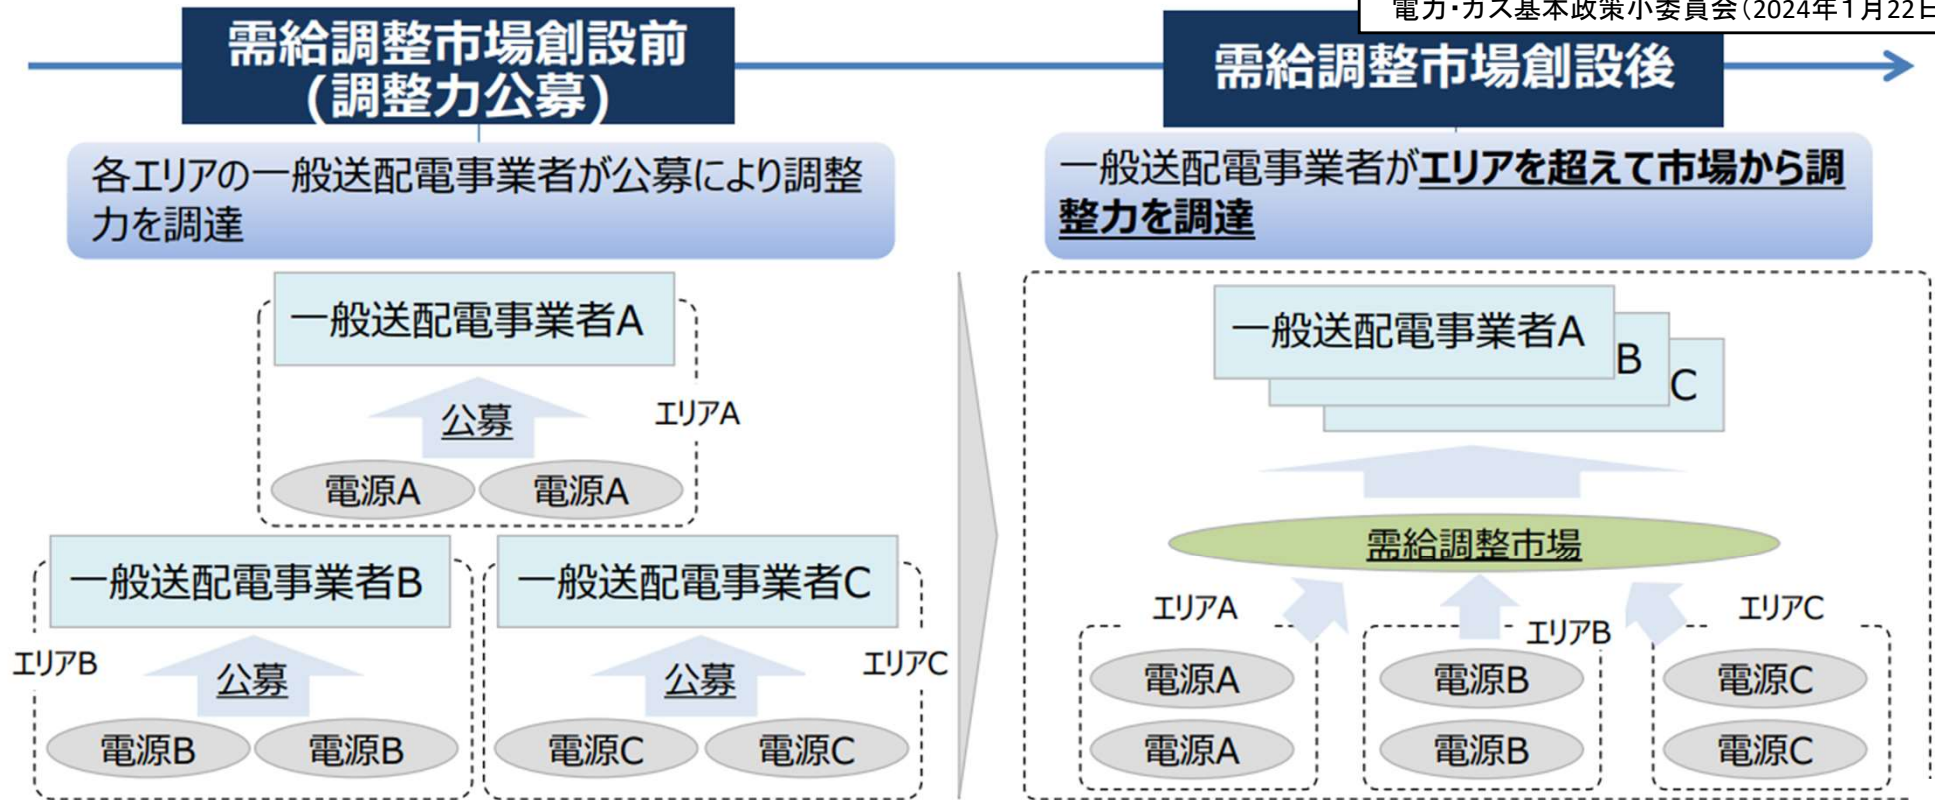 電力・ガス基本政策小委員会(2024年1月22日
需給調整市場創設前
(調整力公募)
需給調整市場創設後
各エリアの一般送配電事業者が公募により調整
力を調達
一般送配電事業者がエリアを超えて市場から調
整力を調達
一般送配電事業者A
公募
エリアA
電源A
電源A
一般送配電事業者B
エリアB
公募
電源B
電源B
一般送配電事業者C
公募
エリアC
電源C
電源C
一般送配電事業者A
B
C
需給調整市場
エリアA
電源A
電源A
エリアB
電源B
電源B
エリアC
電源C
電源C